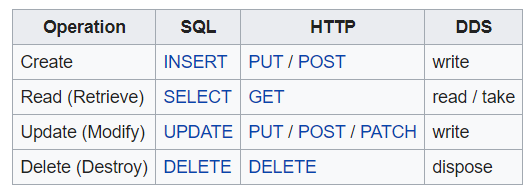 Operation SQL HTTP DDS
Create INSERT PUT / POST write
Read (Retrieve) SELECT GET read / take
Update (Modify) UPDATE PUT / POST / PATCH write
Delete (Destroy) DELETE DELETE dispose